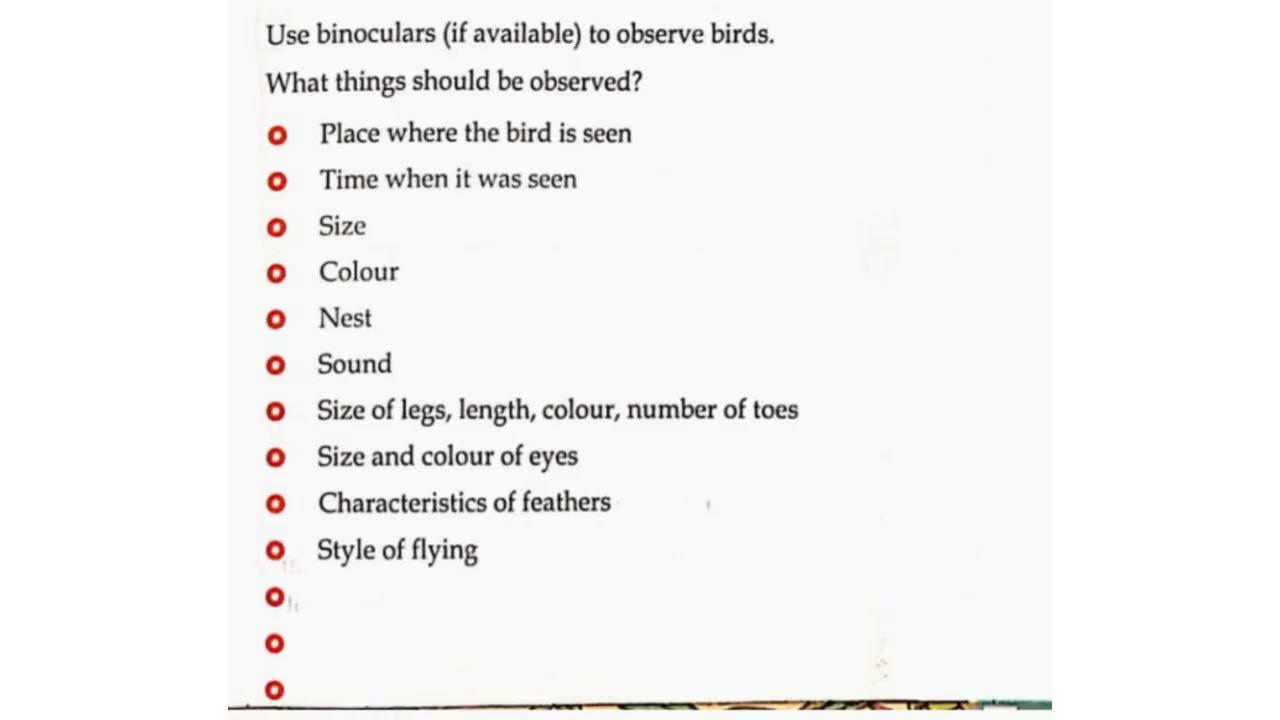 Use binoculars (if available) to observe birds.
What things should be observed?
Place where the bird is seen
Time when it was seen
Size
Colour
Nest
Sound
Size of legs, length, colour, number of toes
Size and colour of eyes
Characteristics of feathers
Style of flying